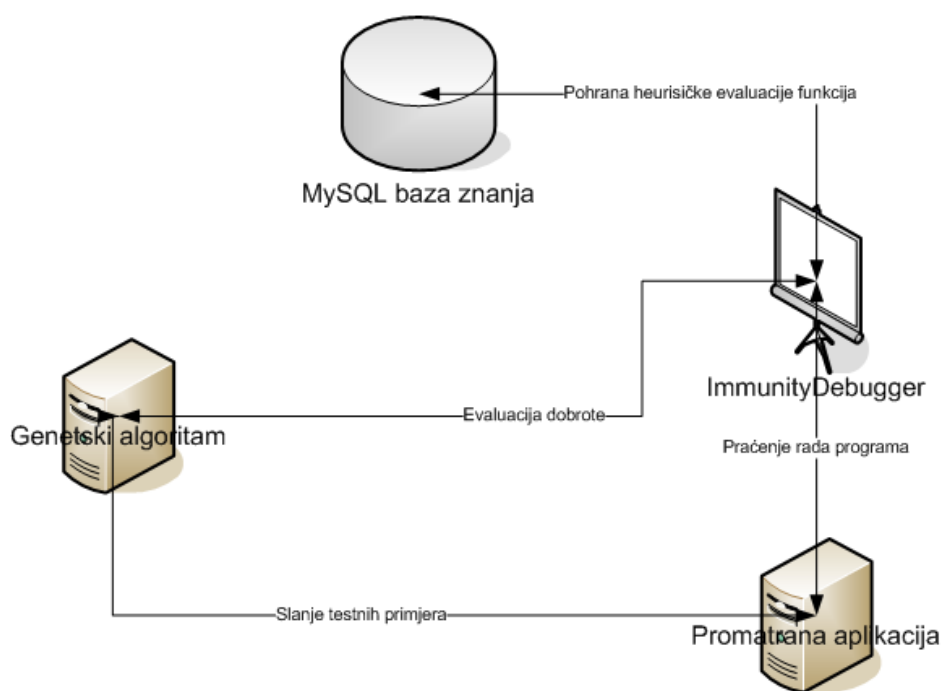 Pohrana heurisičke evaluacije funkcija
MySQL baza znanja
ImmunityDebugger
Evaluacija dobrote
Genetski algoritam
Praćenje rada programa
Slanje testnih primjera
Promatrana aplikacija